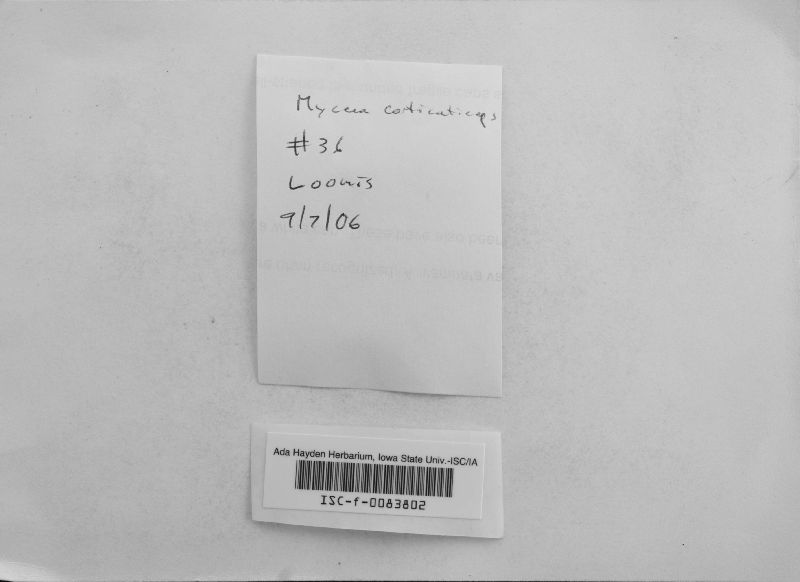 Mycena corticaticeps
#36
Loomis
9/7/06
Ada Hayden Herbarium, Iowa State Univ.-ISC/IA
ISC-f-0083802